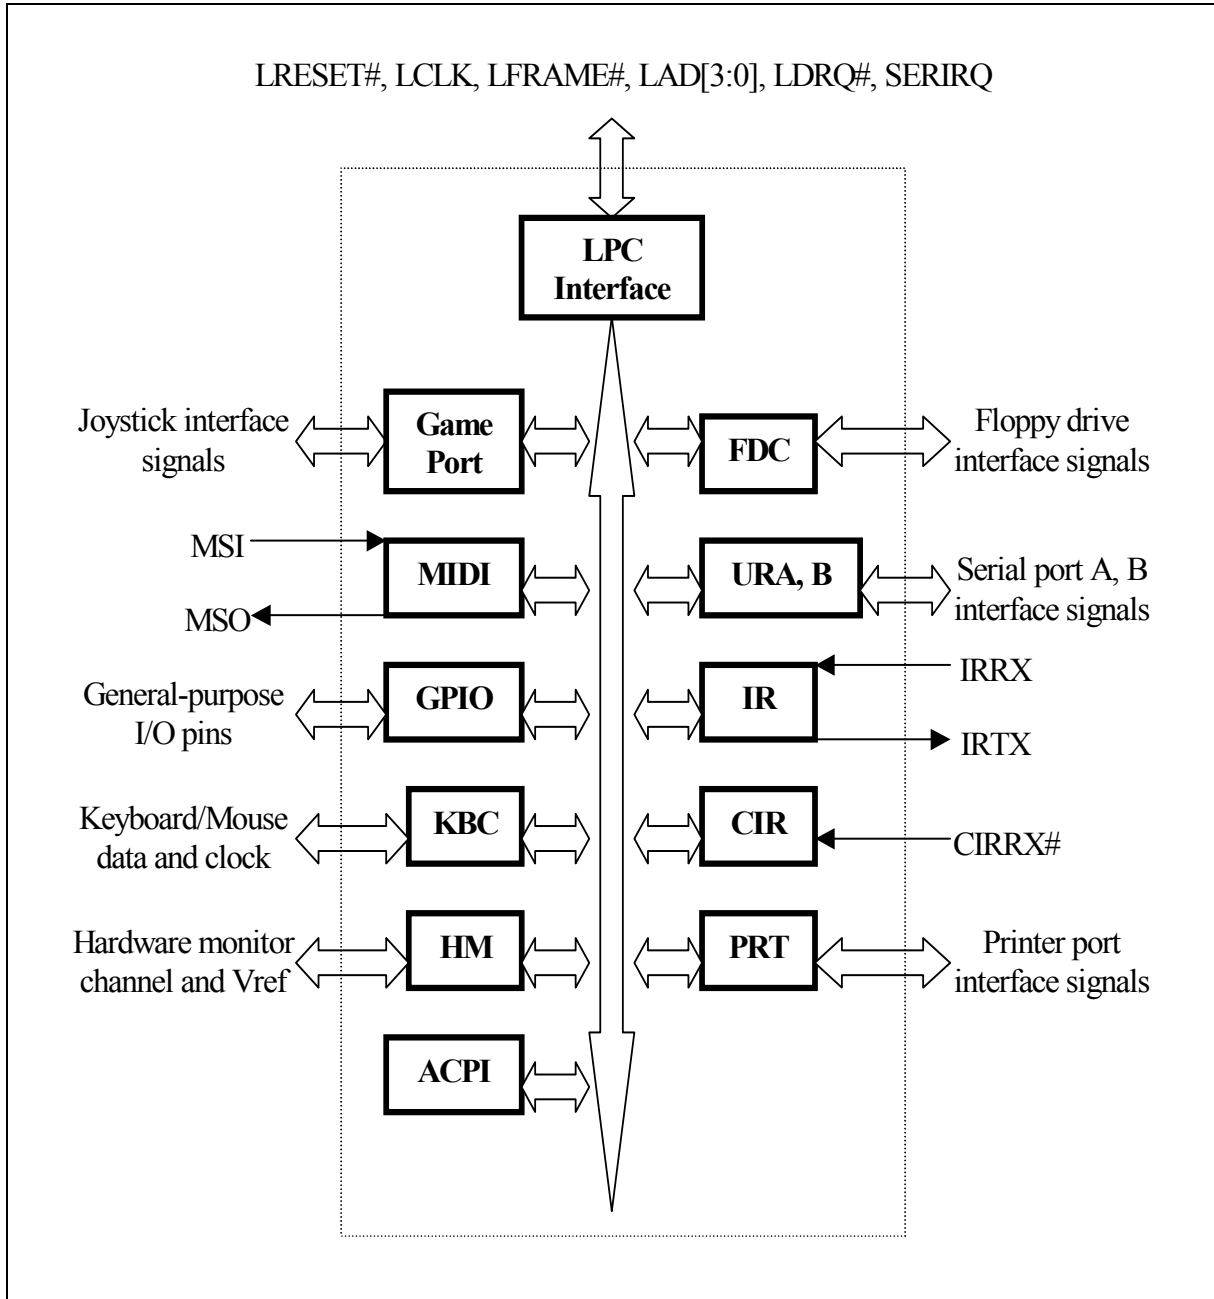 LRESET#, LCLK, LFRAME#, LAD[3:0], LDRQ#, SERIRQ
LPC
Interface
Joystick interface
signals
Game
Port
FDC
Floppy drive
interface signals
MSI
MSO
MIDI
URA, B
Serial port A, B
interface signals
General-purpose
I/O pins
GPIO
IR
IRRX
IRTX
Keyboard/Mouse
data and clock
KBC
CIR
CIRRX#
Hardware monitor
channel and Vref
HM
PRT
Printer port
interface signals
ACPI